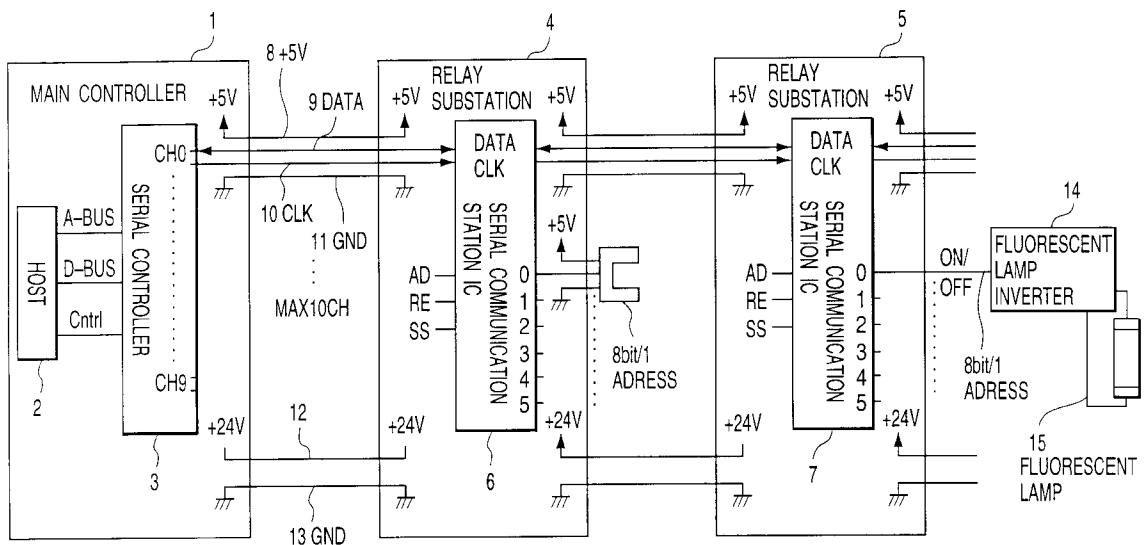 1
MAIN CONTROLLER
HOST
2
A-BUS
D-BUS
Cntrl
SERIAL CONTROLLER
CH0
CH9
3
+5V
+24V
8 +5V
9 DATA
10 CLK
11 GND
MAX10CH
12
13 GND
4
RELAY
SUBSTATION
+5V
DATA
CLK
SERIAL COMMUNICATION
STATION IC
AD
RE
SS
0
1
2
3
4
5
6
+24V
+5V
+5V
8bit/1
ADRESS
+24V
5
RELAY
SUBSTATION
+5V
DATA
CLK
SERIAL COMMUNICATION
STATION IC
AD
RE
SS
0
1
2
3
4
5
7
+24V
+5V
ON/
OFF
8bit/1
ADRESS
+24V
14
FLUORESCENT
LAMP
INVERTER
15
FLUORESCENT
LAMP